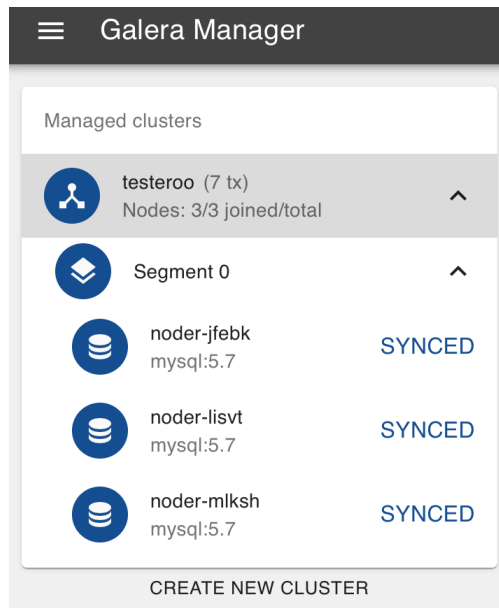 Galera Manager
Managed clusters
testeroo (7 tx)
Nodes: 3/3 joined/total
Segment 0
noder-jfebk
mysql:5.7
SYNCED
noder-lisvt
mysql:5.7
SYNCED
noder-mlksh
mysql:5.7
SYNCED
CREATE NEW CLUSTER